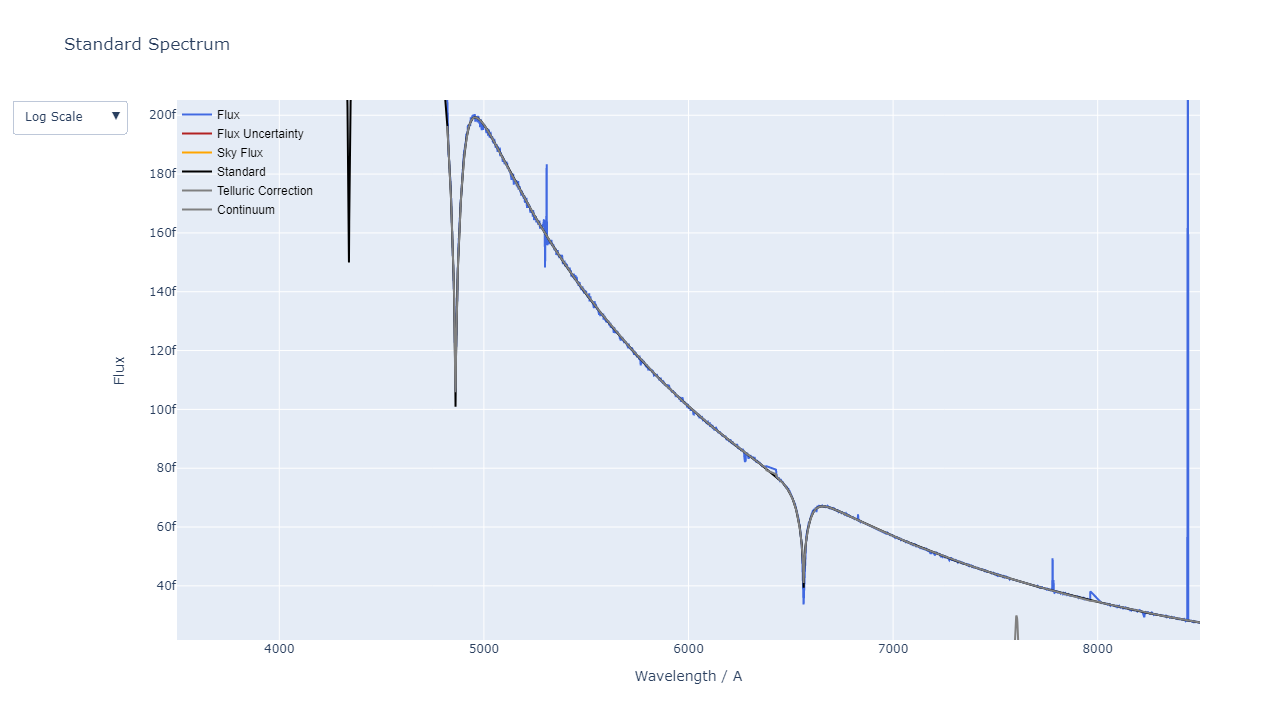 Standard Spectrum
Log Scale ▼
Flux
Flux Uncertainty
Sky Flux
Standard
Telluric Correction
Continuum
200f
180f
160f
140f
120f
100f
80f
60f
40f
Flux
4000 5000 6000 7000 8000
Wavelength / A